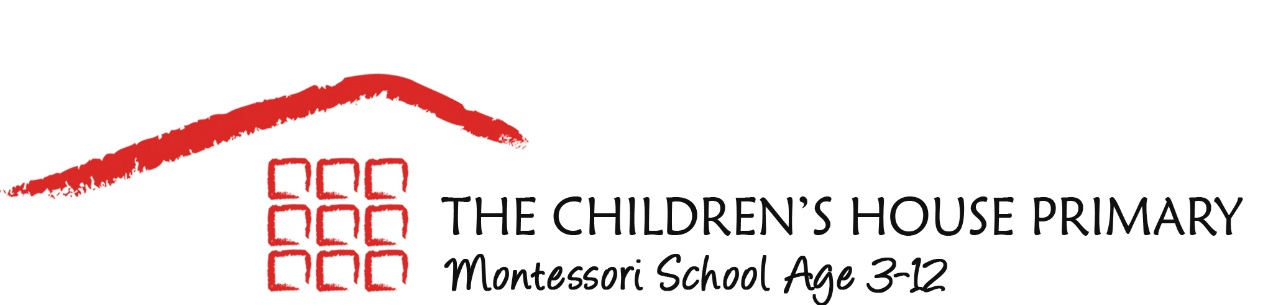 THE CHILDREN’S HOUSE PRIMARY
Montessori School Age 3-12